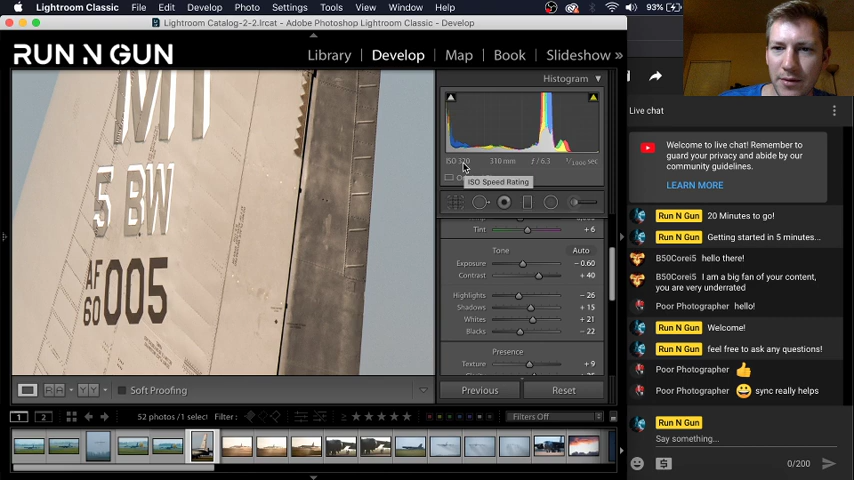 Lightroom Classic File Edit Develop Photo Settings Tools View Window Help 93%
Lightroom Catalog-2-2.lrcat - Adobe Photoshop Lightroom Classic - Develop
RUN N GUN
Library | Develop | Map | Book | Slideshow »
Histogram
ISO 320 310 mm ƒ / 6.3 1/1000 sec
ISO Speed Rating
Tint + 6
Tone Auto
Exposure - 0.60
Contrast + 40
Highlights - 26
Shadows + 15
Whites + 21
Blacks - 22
Presence
Texture + 9
Previous Reset
MT
5 BW
AF 60 005
Soft Proofing
1 2 52 photos / 1 select Filter : Filters Off
Live chat
Welcome to live chat! Remember to
guard your privacy and abide by our
community guidelines.
LEARN MORE
Run N Gun 20 Minutes to go!
Run N Gun Getting started in 5 minutes...
B50Corei5 hello there!
B50Corei5 I am a big fan of your content,
you are very underrated
Poor Photographer hello!
Run N Gun Welcome!
Run N Gun feel free to ask any questions!
Poor Photographer 👍
Poor Photographer 😀 sync really helps
Run N Gun
Say something...
0/200